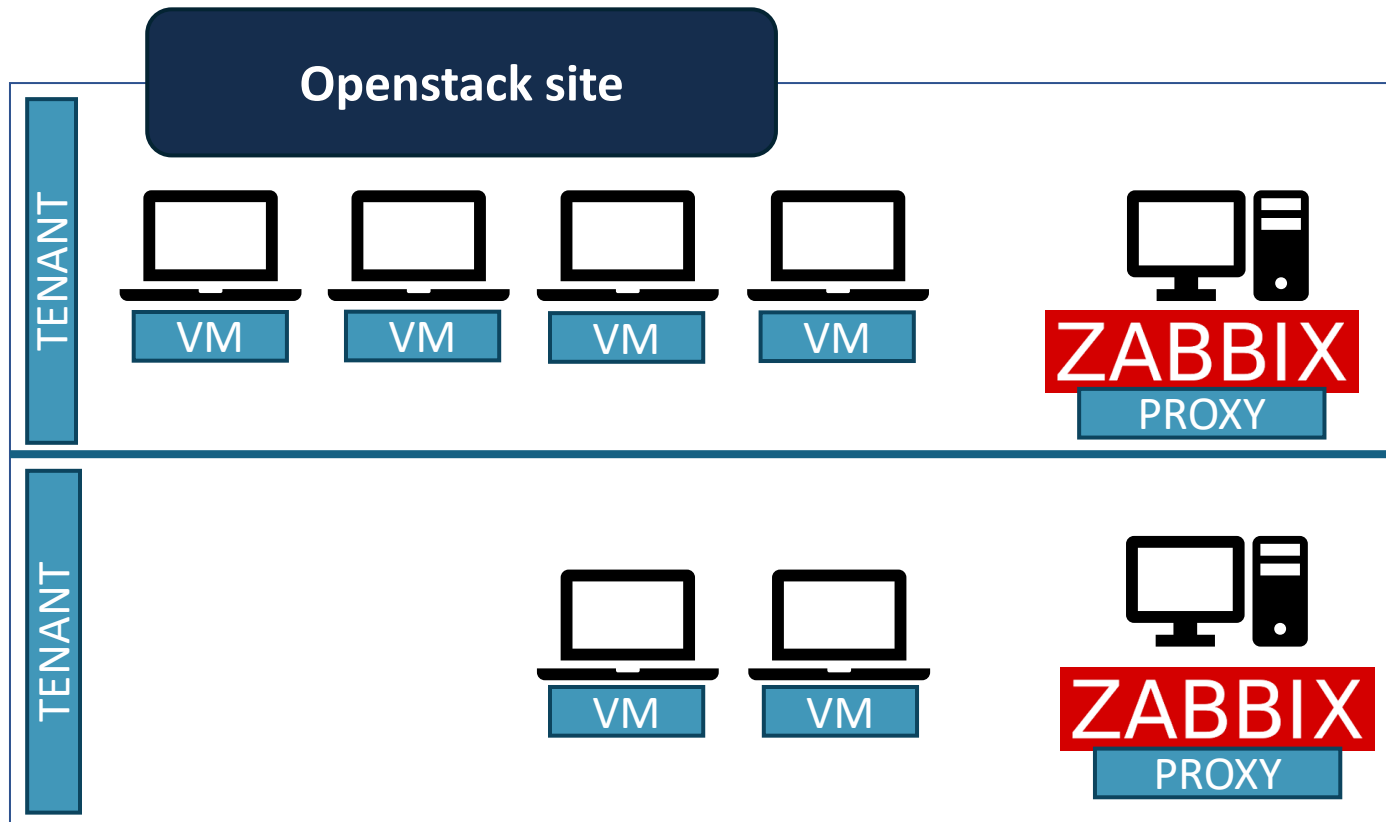 Openstack site
TENANT
VM
VM
VM
VM
ZABBIX
PROXY
TENANT
VM
VM
ZABBIX
PROXY